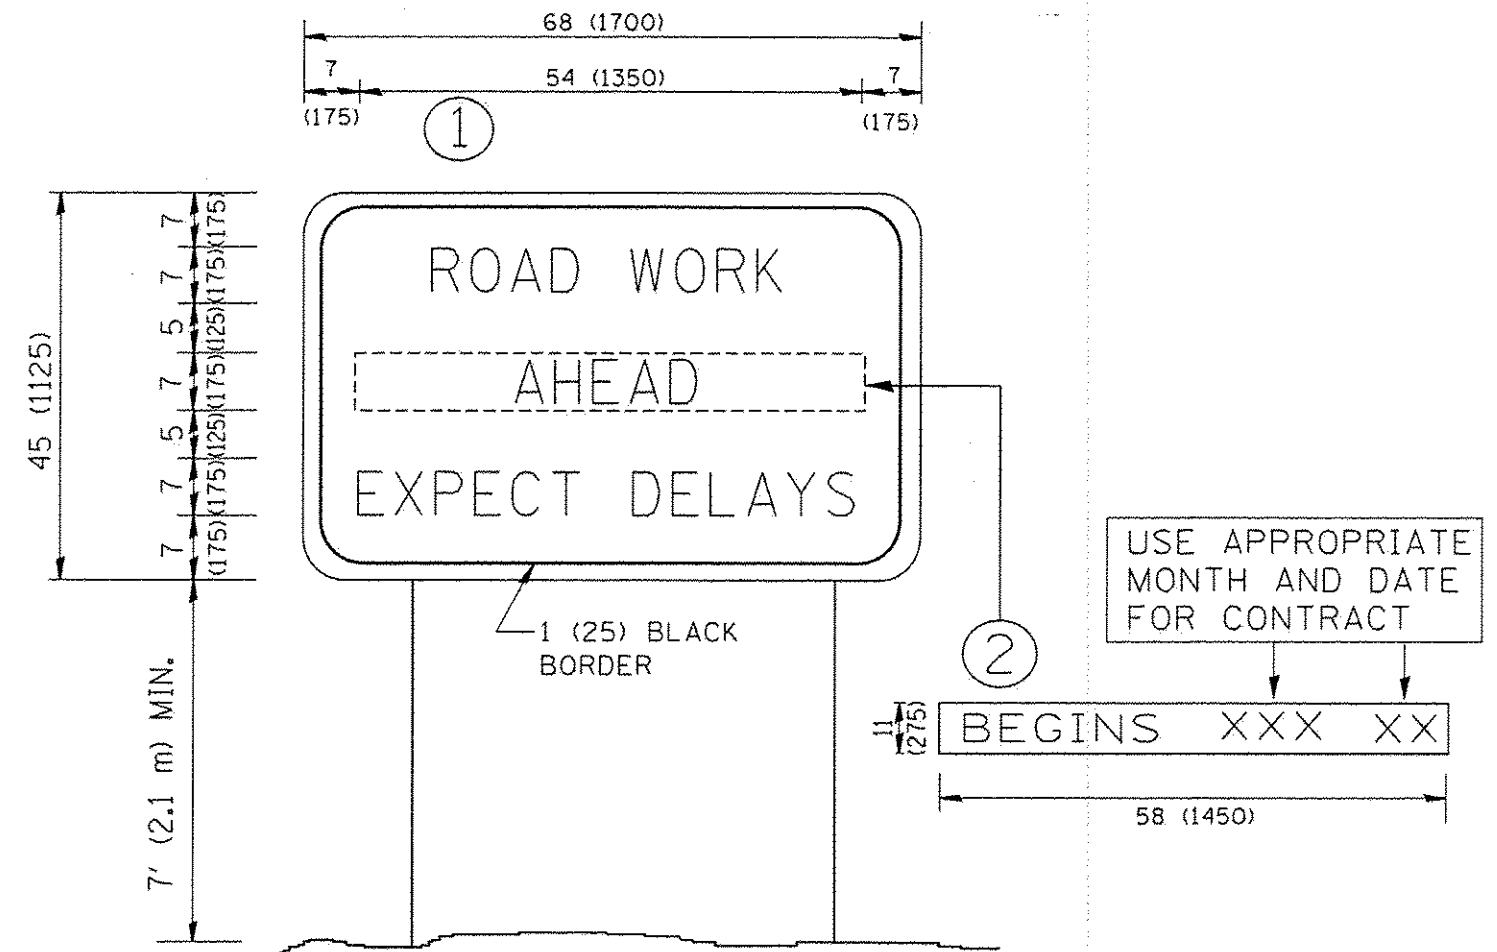 68 (1700)
7
54 (1350)
7
(175)
(175)
1
ROAD WORK
AHEAD
EXPECT DELAYS
45 (1125)
7 (175)
7 (175)
5 (125)
7 (175)
5 (125)
7 (175)
7 (175)
7' (2.1 m) MIN.
1 (25) BLACK
BORDER
2
USE APPROPRIATE
MONTH AND DATE
FOR CONTRACT
11
(275)
BEGINS XXX XX
58 (1450)